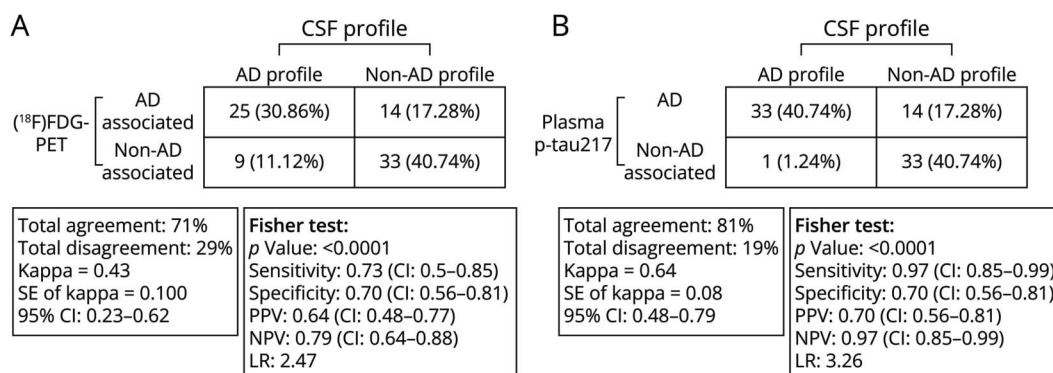 A
CSF profile
AD profile Non-AD profile
(¹⁸F)FDG-
PET
AD
associated
25 (30.86%) 14 (17.28%)
Non-AD
associated
9 (11.12%) 33 (40.74%)
Total agreement: 71%
Total disagreement: 29%
Kappa = 0.43
SE of kappa = 0.100
95% CI: 0.23–0.62
Fisher test:
p Value: <0.0001
Sensitivity: 0.73 (CI: 0.5–0.85)
Specificity: 0.70 (CI: 0.56–0.81)
PPV: 0.64 (CI: 0.48–0.77)
NPV: 0.79 (CI: 0.64–0.88)
LR: 2.47
B
CSF profile
AD profile Non-AD profile
Plasma
p-tau217
AD
33 (40.74%) 14 (17.28%)
Non-AD
associated
1 (1.24%) 33 (40.74%)
Total agreement: 81%
Total disagreement: 19%
Kappa = 0.64
SE of kappa = 0.08
95% CI: 0.48–0.79
Fisher test:
p Value: <0.0001
Sensitivity: 0.97 (CI: 0.85–0.99)
Specificity: 0.70 (CI: 0.56–0.81)
PPV: 0.70 (CI: 0.56–0.81)
NPV: 0.97 (CI: 0.85–0.99)
LR: 3.26